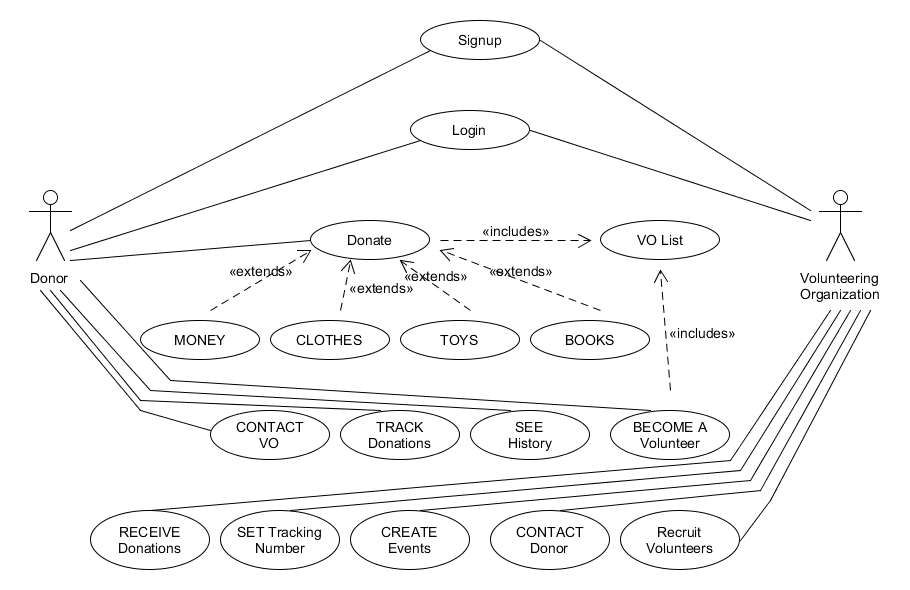 Signup
Login
Donate
«includes»
VO List
Donor
Volunteering
Organization
«extends»
«extends»
«extends»
«extends»
MONEY
CLOTHES
TOYS
BOOKS
«includes»
CONTACT
VO
TRACK
Donations
SEE
History
BECOME A
Volunteer
RECEIVE
Donations
SET Tracking
Number
CREATE
Events
CONTACT
Donor
Recruit
Volunteers